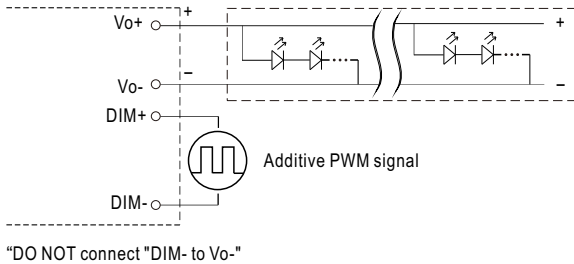 Vo+
+
+
Vo-
−
−
DIM+
Additive PWM signal
DIM-
“DO NOT connect "DIM- to Vo-"